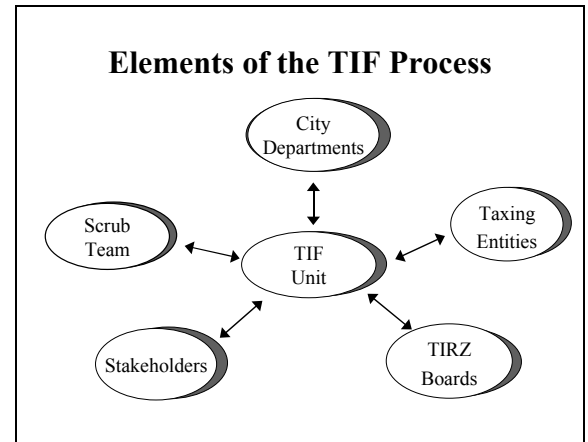 Elements of the TIF Process
City
Departments
Scrub
Team
Taxing
Entities
TIF
Unit
Stakeholders
TIRZ
Boards